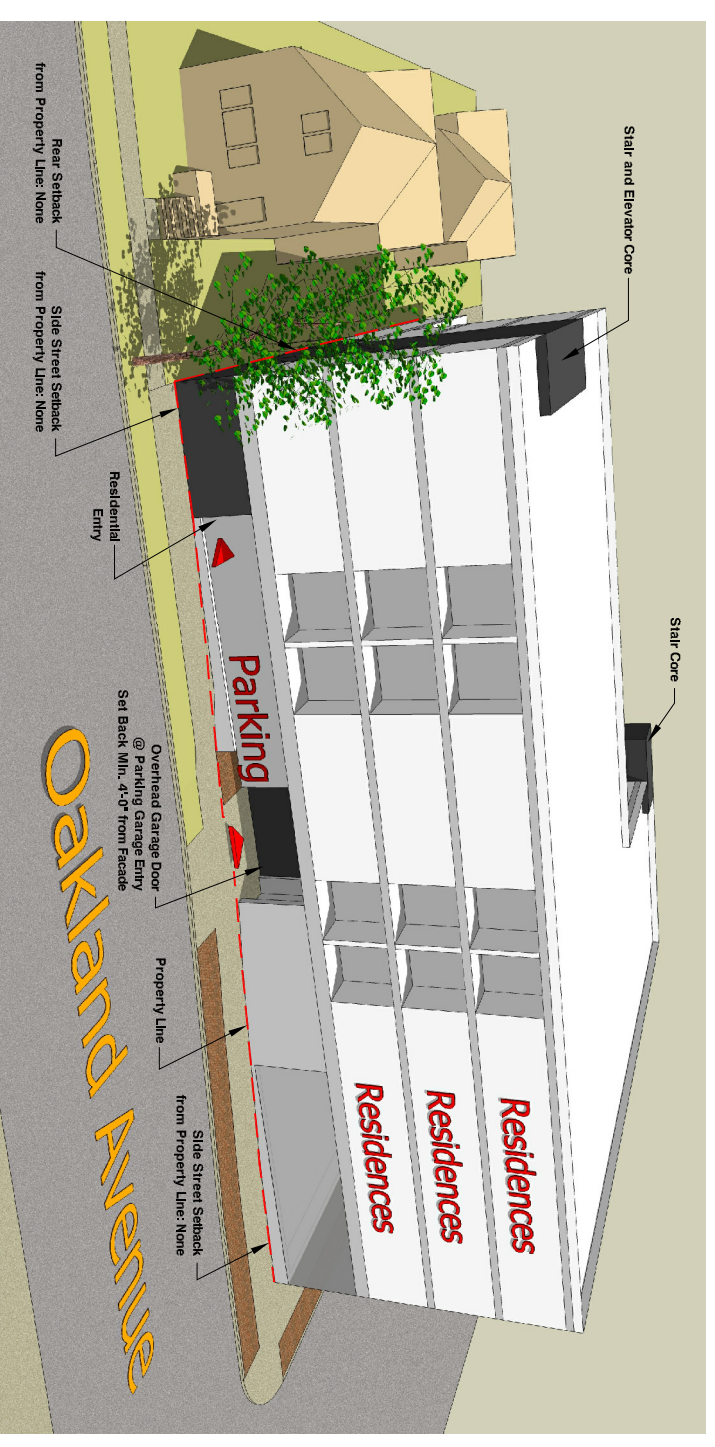 Stair and Elevator Core
Stair Core
Residences
Residences
Residences
Parking
Rear Setback
from Property Line: None
Side Street Setback
from Property Line: None
Residential
Entry
Overhead Garage Door
@ Parking Garage Entry
Set Back Min. 4'-0" from Facade
Property Line
Side Street Setback
from Property Line: None
Oakland Avenue